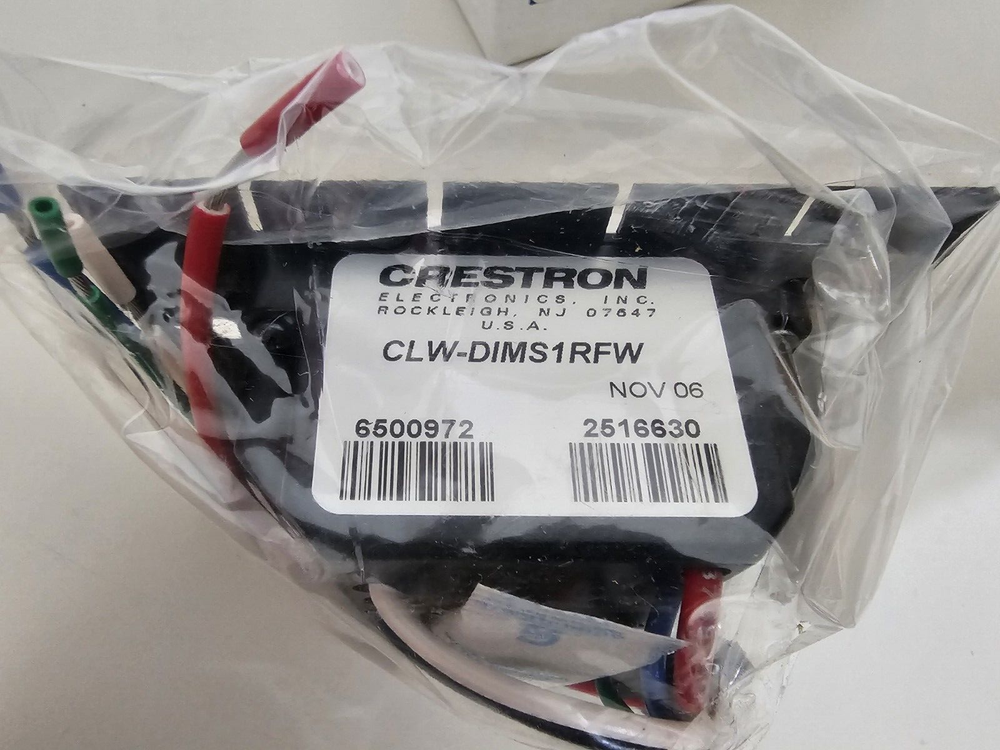 CRESTRON
ELECTRONICS, INC.
ROCKLEIGH, NJ 07647
U.S.A.
CLW-DIMS1RFW
NOV 06
6500972 2516630